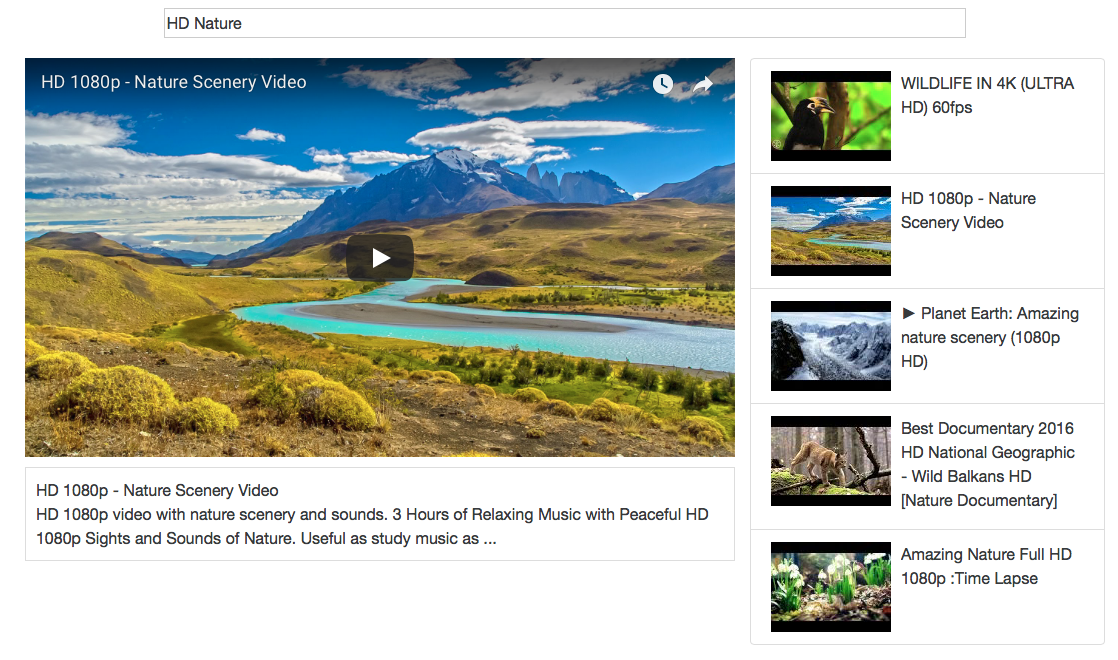 HD Nature
HD 1080p - Nature Scenery Video
HD 1080p - Nature Scenery Video
HD 1080p video with nature scenery and sounds. 3 Hours of Relaxing Music with Peaceful HD
1080p Sights and Sounds of Nature. Useful as study music as ...
WILDLIFE IN 4K (ULTRA
HD) 60fps
HD 1080p - Nature
Scenery Video
► Planet Earth: Amazing
nature scenery (1080p
HD)
Best Documentary 2016
HD National Geographic
- Wild Balkans HD
[Nature Documentary]
Amazing Nature Full HD
1080p :Time Lapse